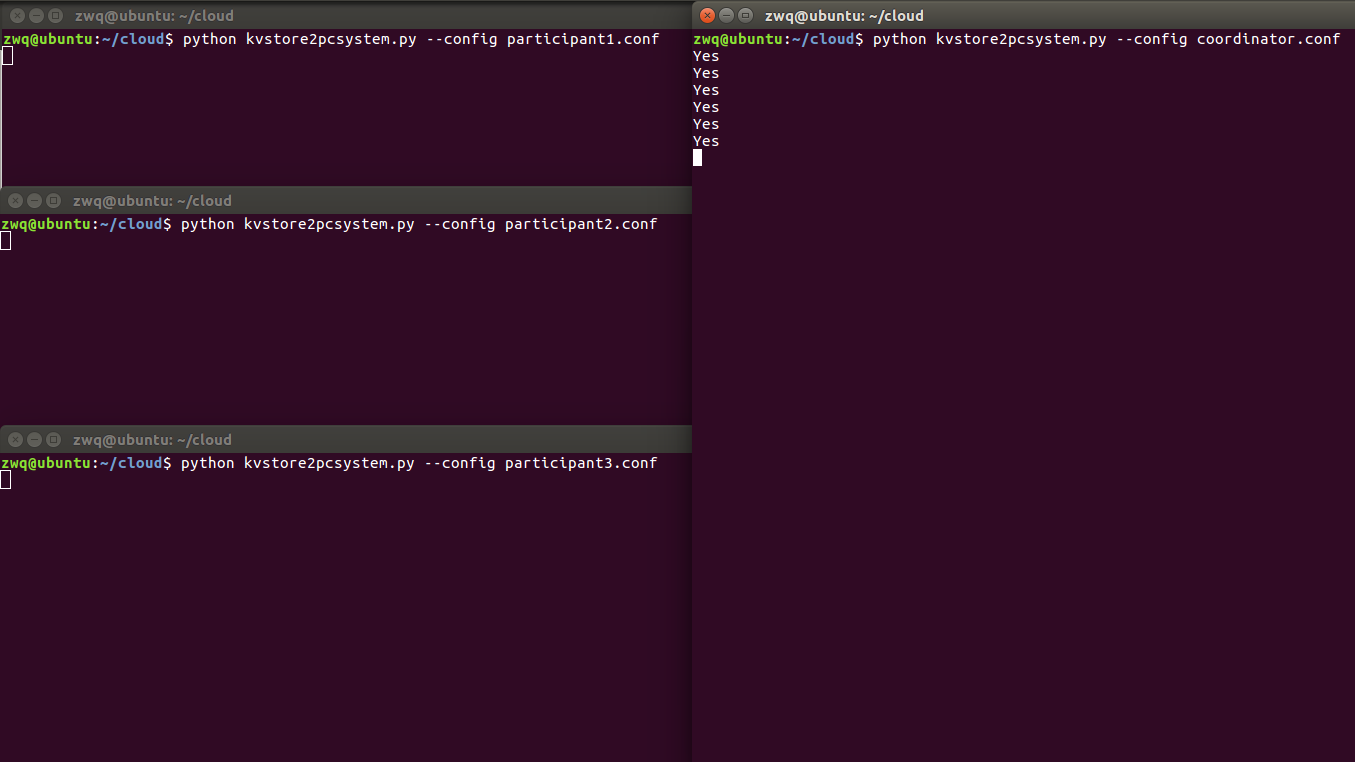 zwq@ubuntu: ~/cloud
zwq@ubuntu:~/cloud$ python kvstore2pcsystem.py --config participant1.conf
zwq@ubuntu: ~/cloud
zwq@ubuntu:~/cloud$ python kvstore2pcsystem.py --config participant2.conf
zwq@ubuntu: ~/cloud
zwq@ubuntu:~/cloud$ python kvstore2pcsystem.py --config participant3.conf
zwq@ubuntu: ~/cloud
zwq@ubuntu:~/cloud$ python kvstore2pcsystem.py --config coordinator.conf
Yes
Yes
Yes
Yes
Yes
Yes